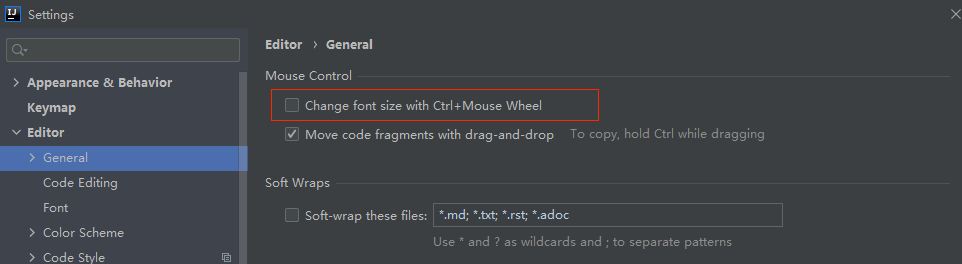 IJ Settings
Editor › General
Appearance & Behavior
Keymap
Editor
General
Code Editing
Font
Color Scheme
Code Style
Mouse Control
Change font size with Ctrl+Mouse Wheel
Move code fragments with drag-and-drop To copy, hold Ctrl while dragging
Soft Wraps
Soft-wrap these files: *.md; *.txt; *.rst; *.adoc
Use * and ? as wildcards and ; to separate patterns